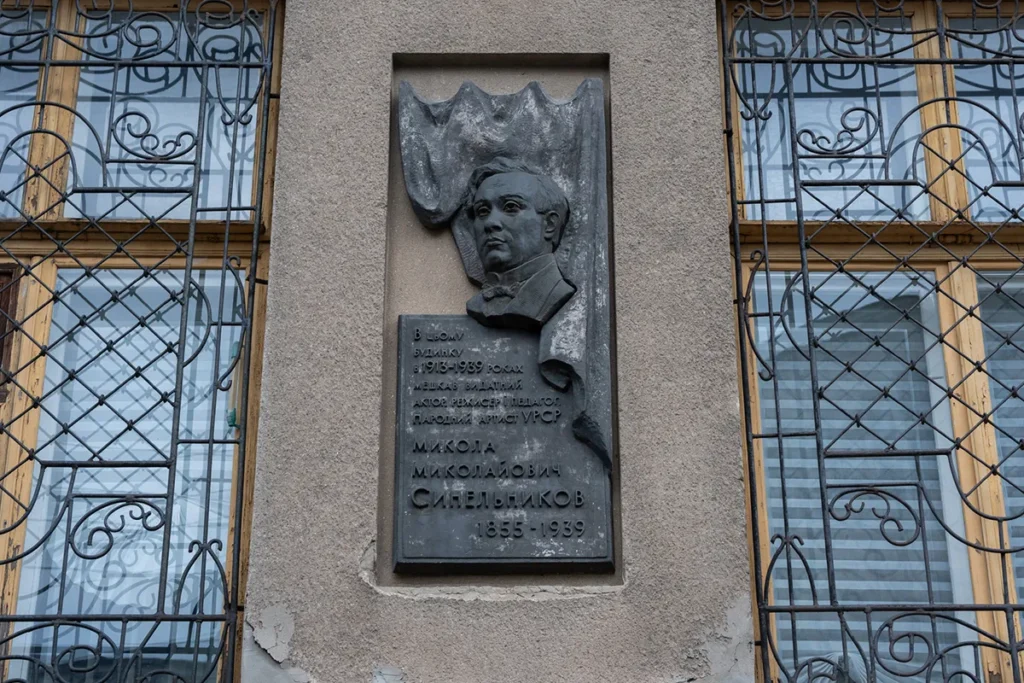 В цьому
будинку
в 1913-1939 роках
мешкав видатний
актор, режисер і педагог,
народний артист УРСР
Микола
Миколайович
Синельников
1855-1939